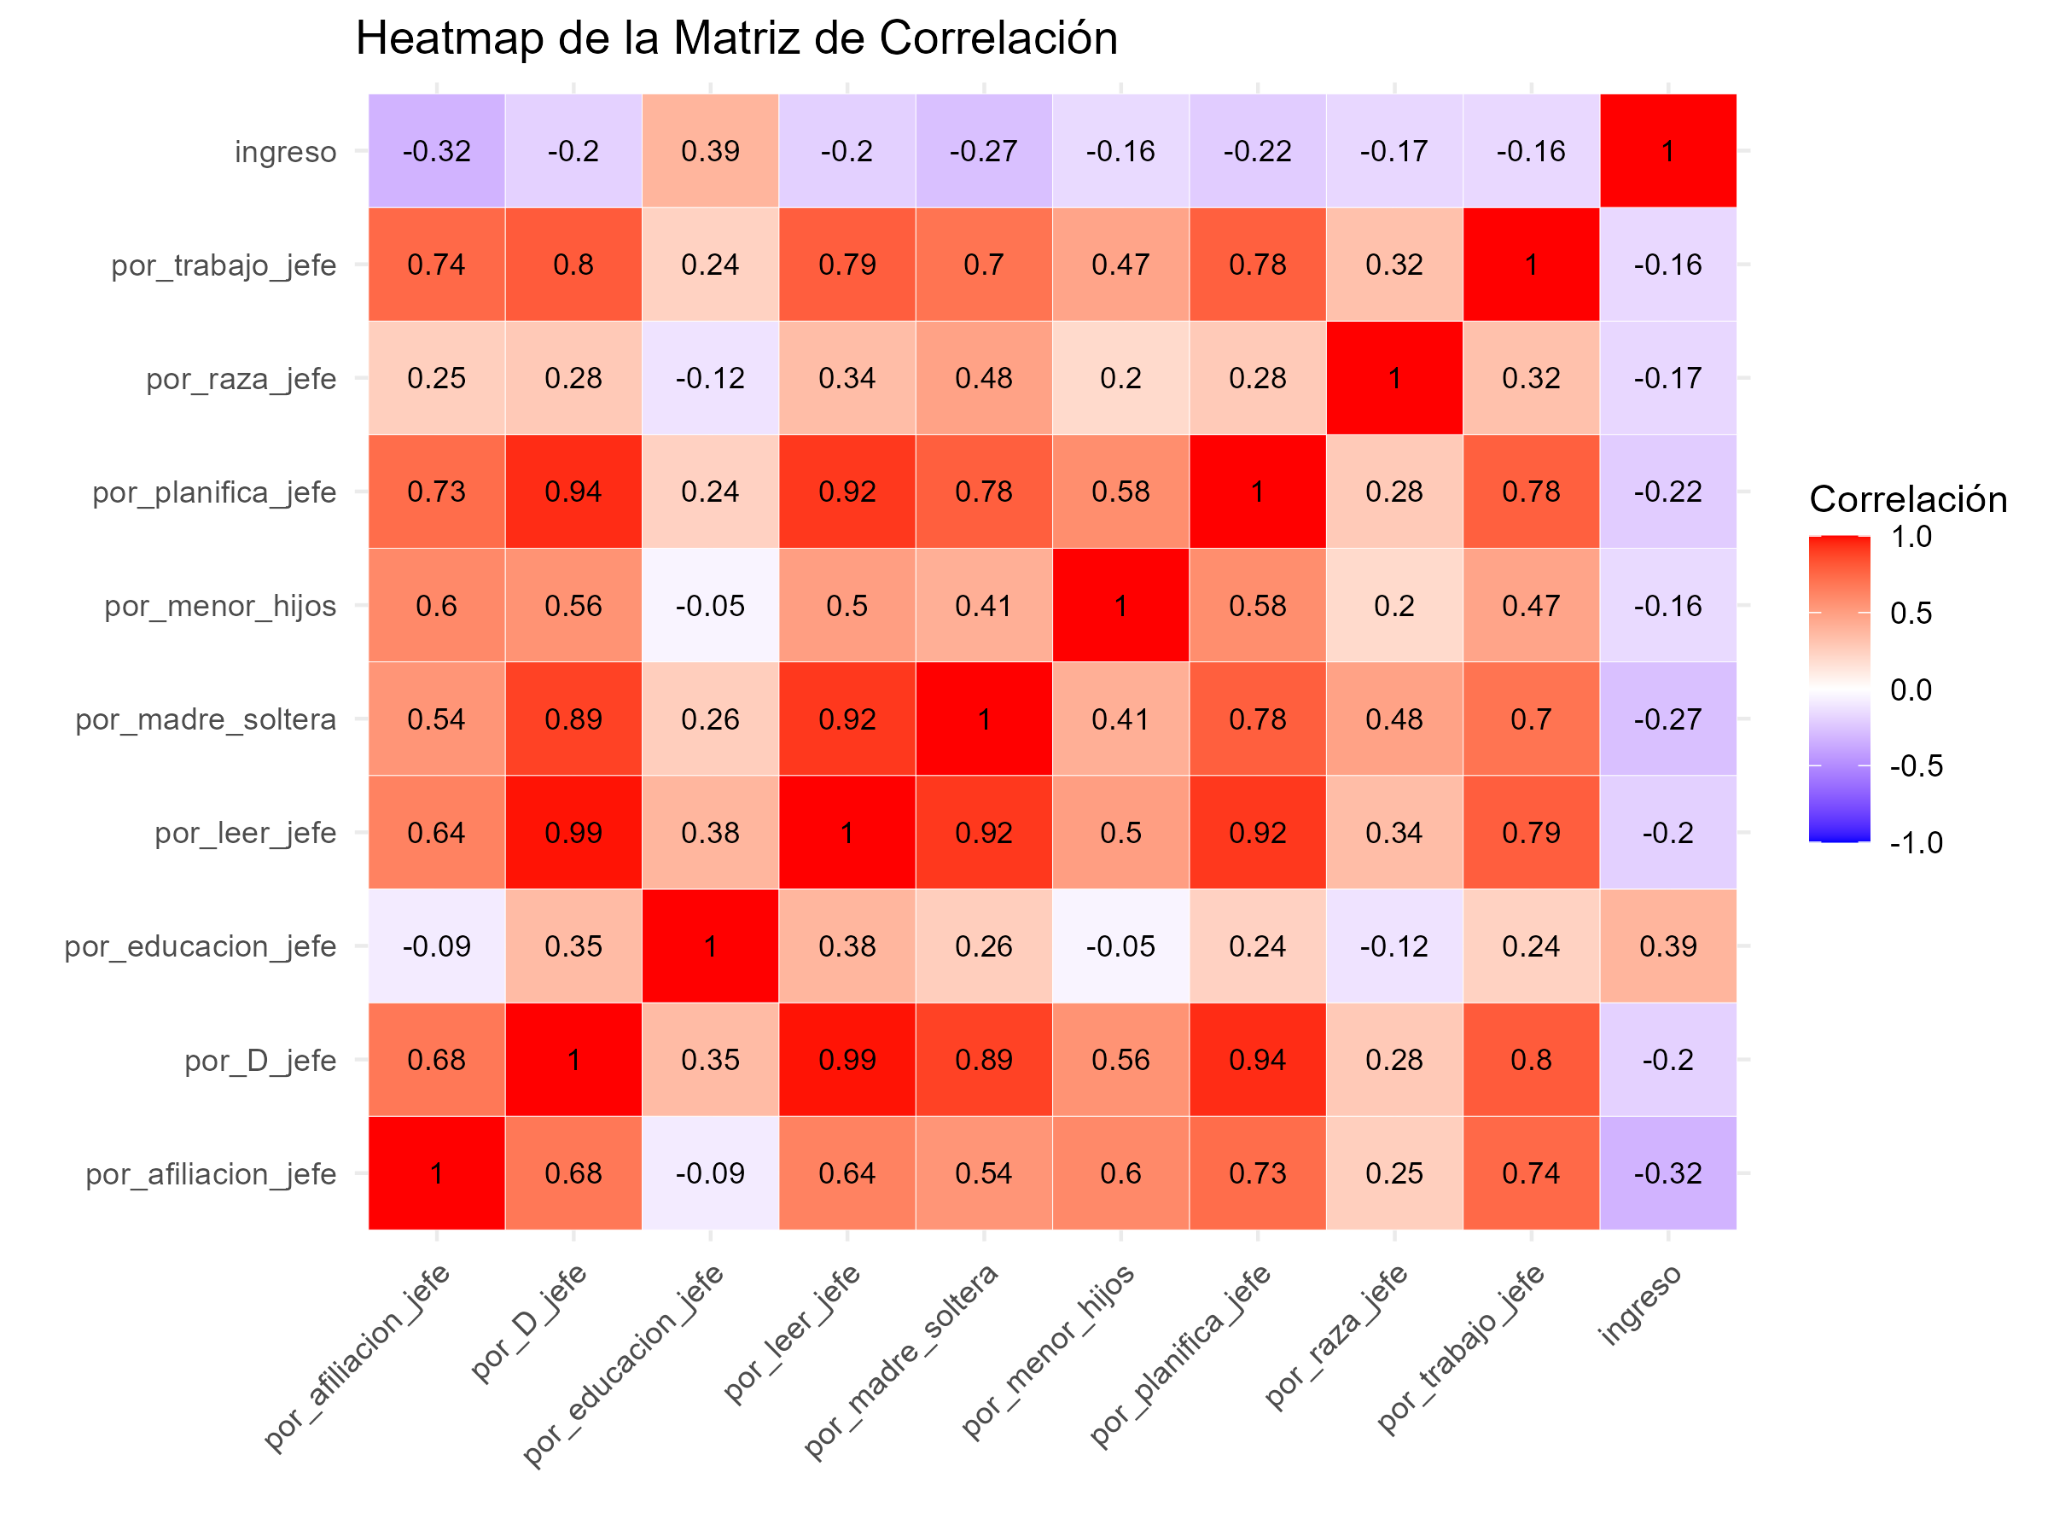 Heatmap de la Matriz de Correlación
ingreso -0.32 -0.2 0.39 -0.2 -0.27 -0.16 -0.22 -0.17 -0.16 1
por_trabajo_jefe 0.74 0.8 0.24 0.79 0.7 0.47 0.78 0.32 1 -0.16
por_raza_jefe 0.25 0.28 -0.12 0.34 0.48 0.2 0.28 1 0.32 -0.17
por_planifica_jefe 0.73 0.94 0.24 0.92 0.78 0.58 1 0.28 0.78 -0.22
por_menor_hijos 0.6 0.56 -0.05 0.5 0.41 1 0.58 0.2 0.47 -0.16
por_madre_soltera 0.54 0.89 0.26 0.92 1 0.41 0.78 0.48 0.7 -0.27
por_leer_jefe 0.64 0.99 0.38 1 0.92 0.5 0.92 0.34 0.79 -0.2
por_educacion_jefe -0.09 0.35 1 0.38 0.26 -0.05 0.24 -0.12 0.24 0.39
por_D_jefe 0.68 1 0.35 0.99 0.89 0.56 0.94 0.28 0.8 -0.2
por_afiliacion_jefe 1 0.68 -0.09 0.64 0.54 0.6 0.73 0.25 0.74 -0.32
por_afiliacion_jefe
por_D_jefe
por_educacion_jefe
por_leer_jefe
por_madre_soltera
por_menor_hijos
por_planifica_jefe
por_raza_jefe
por_trabajo_jefe
ingreso
Correlación
1.0
0.5
0.0
-0.5
-1.0